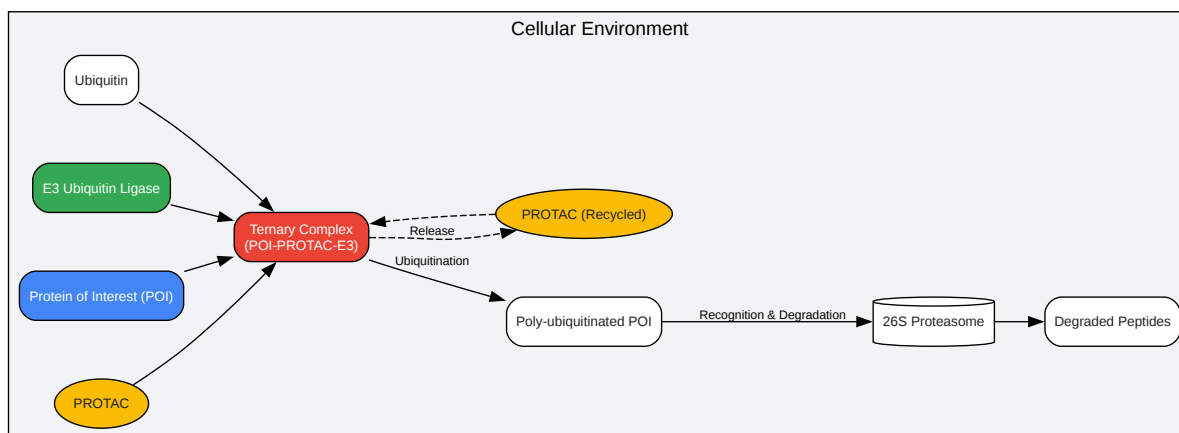 Cellular Environment
Ubiquitin
E3 Ubiquitin Ligase
Ternary Complex
(POI-PROTAC-E3)
Release
PROTAC (Recycled)
Ubiquitination
Protein of Interest (POI)
Poly-ubiquitinated POI
Recognition & Degradation
26S Proteasome
Degraded Peptides
PROTAC